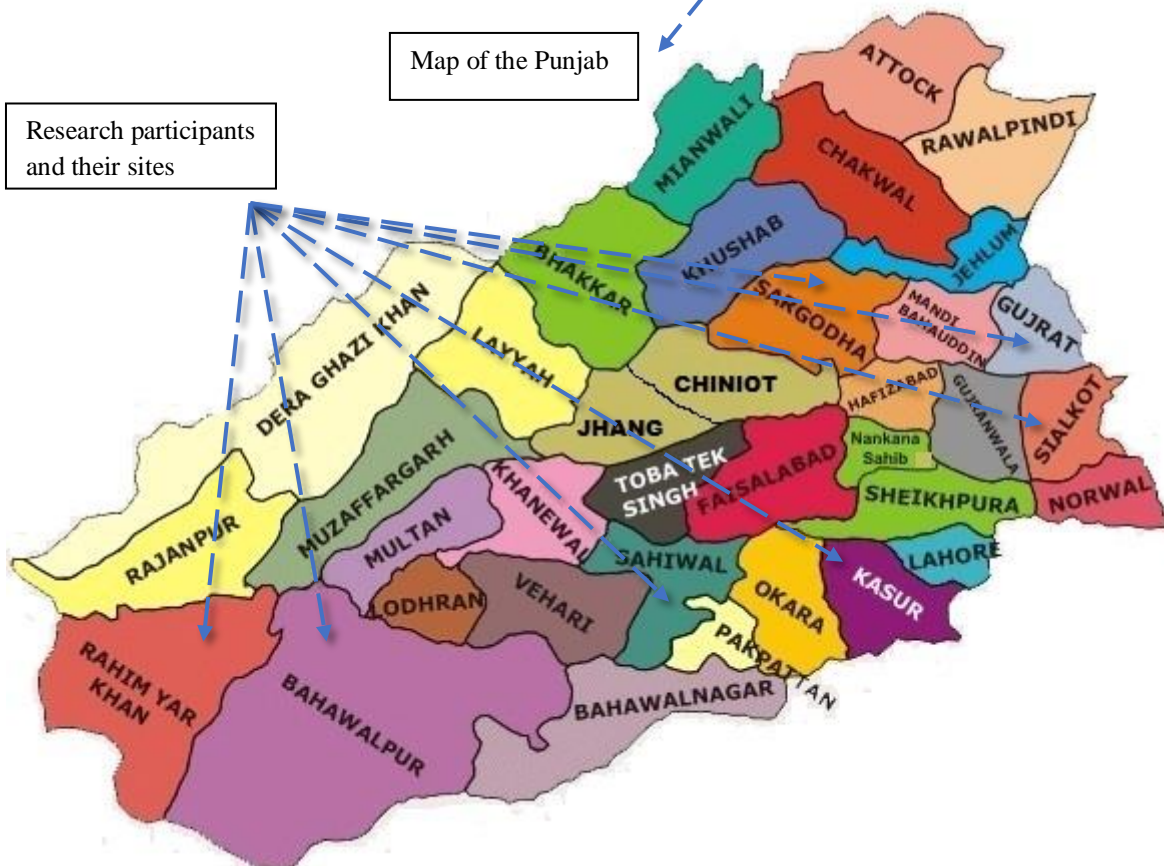 Map of the Punjab
Research participants
and their sites
ATTOCK
RAWALPINDI
MIANWALI
CHAKWAL
JEHLUM
KHUSHAB
BHAKKAR
SARGODHA
MANDI
BAHAUDDIN
GUJRAT
DERA GHAZI KHAN
LAYYAH
CHINIOT
HAFIZABAD
GUJRANWALA
SIALKOT
JHANG
Nankana
Sahib
NORWAL
MUZAFFARGARH
KHANEWAL
TOBA TEK
SINGH
FAISALABAD
SHEIKHPURA
RAJANPUR
MULTAN
SAHIWAL
OKARA
LAHORE
KASUR
LODHRAN
VEHARI
PAKPATTAN
RAHIM YAR
KHAN
BAHAWALPUR
BAHAWALNAGAR